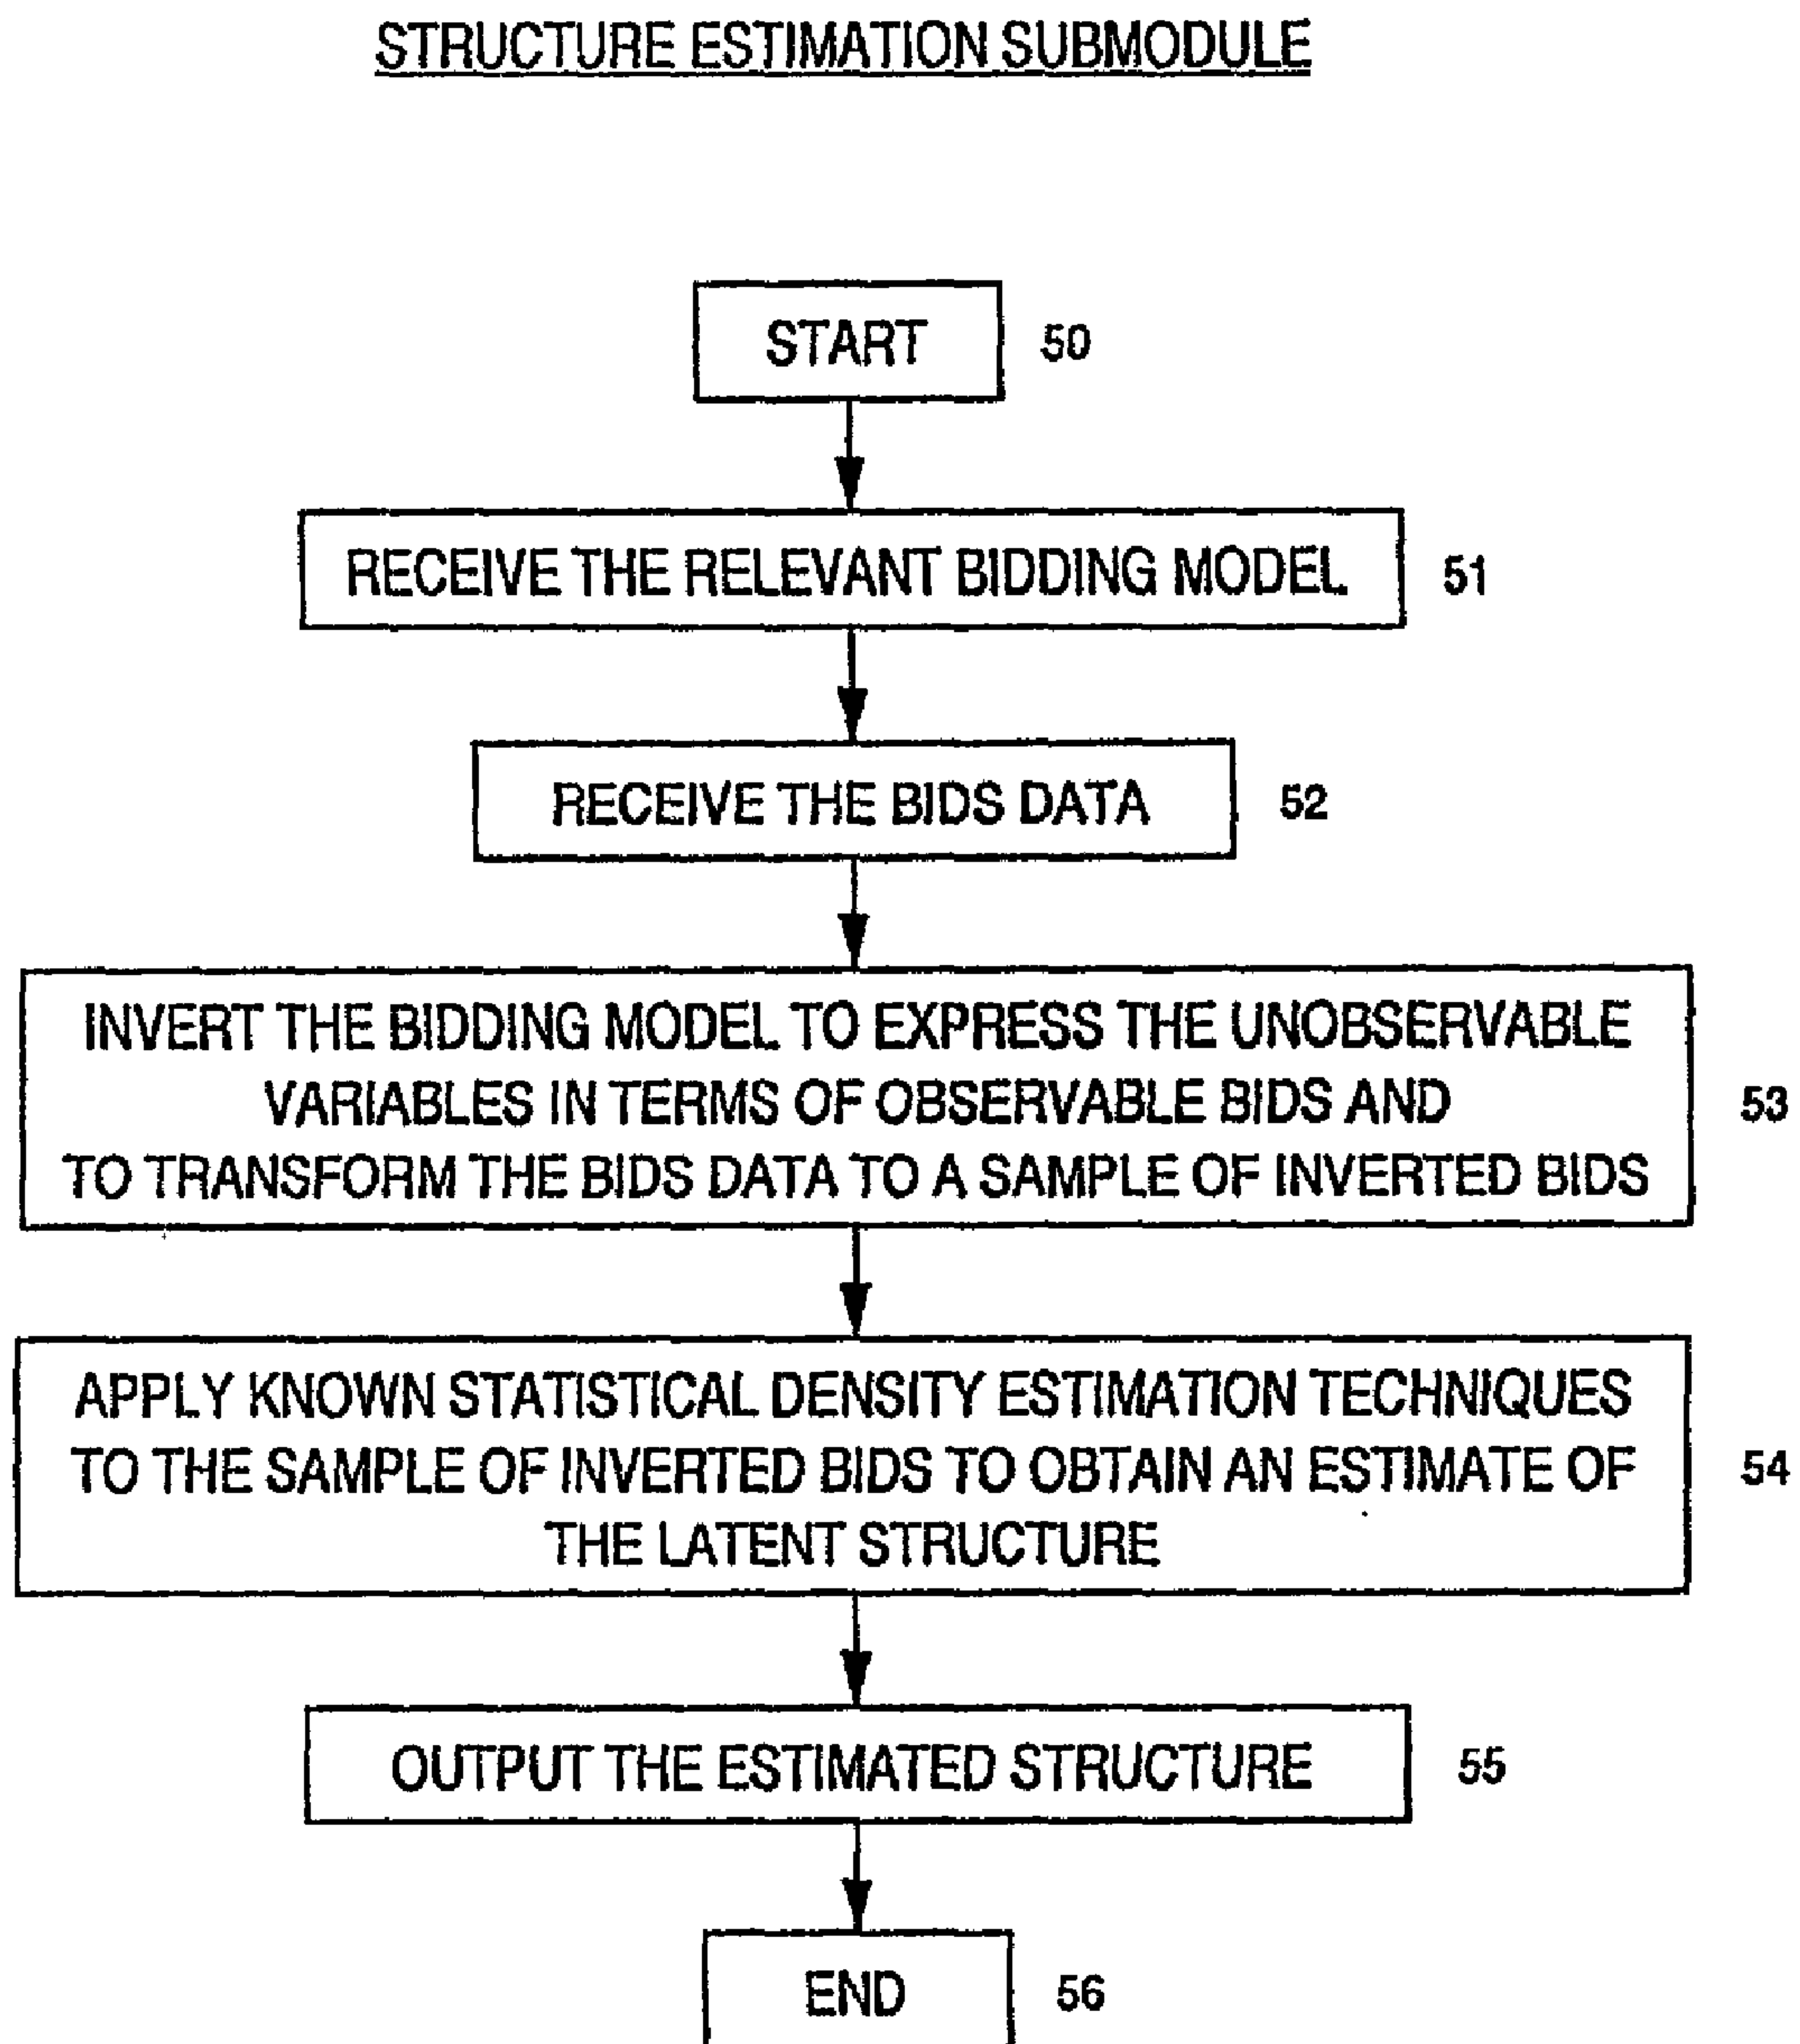 STRUCTURE ESTIMATION SUBMODULE
START 50
RECEIVE THE RELEVANT BIDDING MODEL 51
RECEIVE THE BIDS DATA 52
INVERT THE BIDDING MODEL TO EXPRESS THE UNOBSERVABLE
VARIABLES IN TERMS OF OBSERVABLE BIDS AND 53
TO TRANSFORM THE BIDS DATA TO A SAMPLE OF INVERTED BIDS
APPLY KNOWN STATISTICAL DENSITY ESTIMATION TECHNIQUES
TO THE SAMPLE OF INVERTED BIDS TO OBTAIN AN ESTIMATE OF 54
THE LATENT STRUCTURE
OUTPUT THE ESTIMATED STRUCTURE 55
END 56